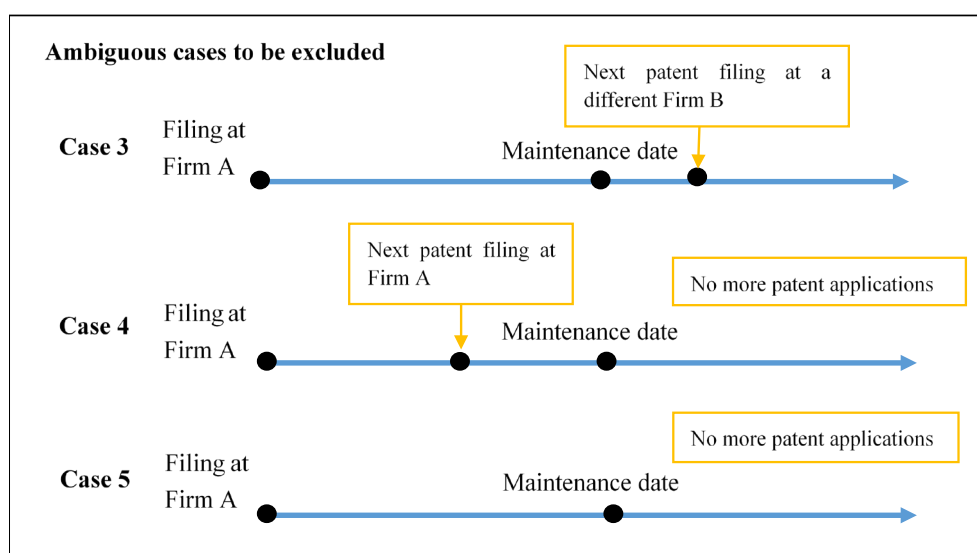 Ambiguous cases to be excluded
Next patent filing at a
different Firm B
Case 3
Filing at
Firm A
Maintenance date
Next patent filing at
Firm A
No more patent applications
Case 4
Filing at
Firm A
Maintenance date
No more patent applications
Case 5
Filing at
Firm A
Maintenance date